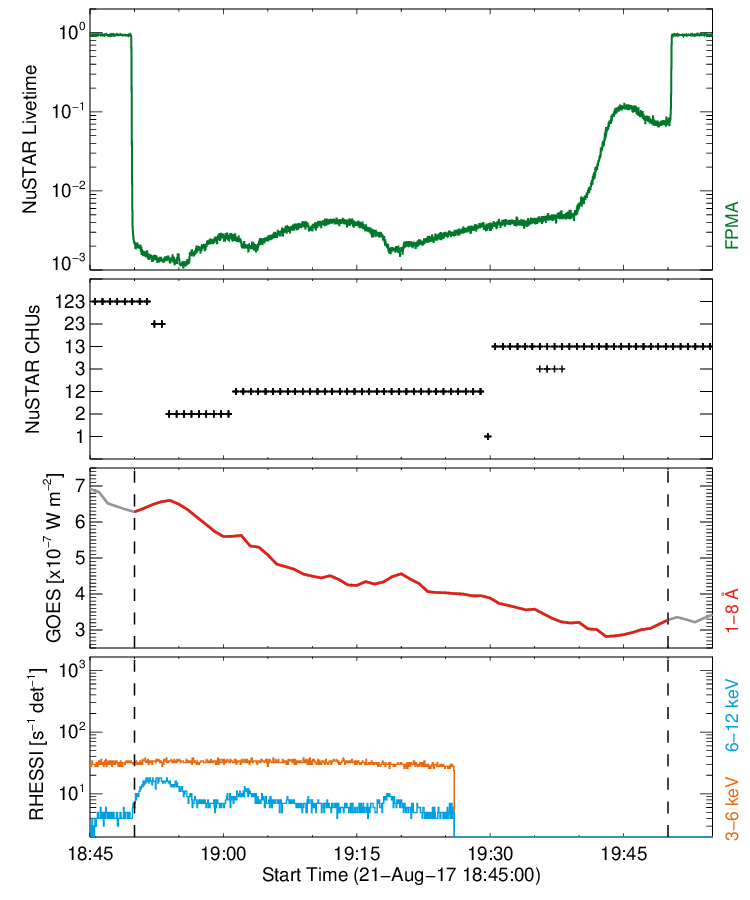 NuSTAR Livetime
10⁰
10⁻¹
10⁻²
10⁻³
FPMA
NuSTAR CHUs
123
23
13
3
12
2
1
GOES [x10⁻⁷ W m⁻²]
7
6
5
4
3
1−8 Å
RHESSI [s⁻¹ det⁻¹]
10³
10²
10¹
3−6 keV 6−12 keV
18:45 19:00 19:15 19:30 19:45
Start Time (21−Aug−17 18:45:00)